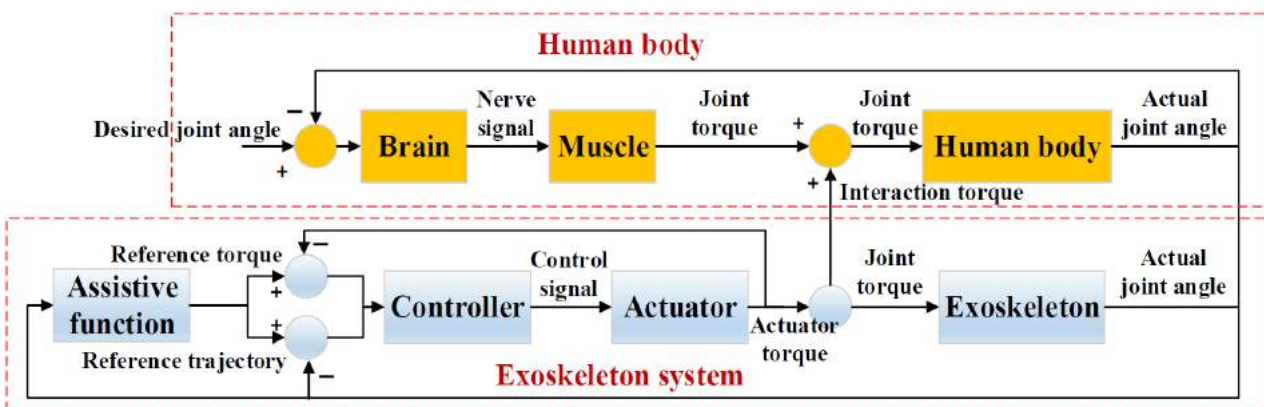 Human body
Nerve
signal
Joint
torque
Joint
torque
Actual
joint angle
Desired joint angle
−
+
Brain
Muscle
+
+
Human body
Interaction torque
Reference torque
−
+
Assistive
function
+
Reference trajectory
−
Controller
Control
signal
Actuator
Actuator
torque
Joint
torque
Exoskeleton
Actual
joint angle
Exoskeleton system